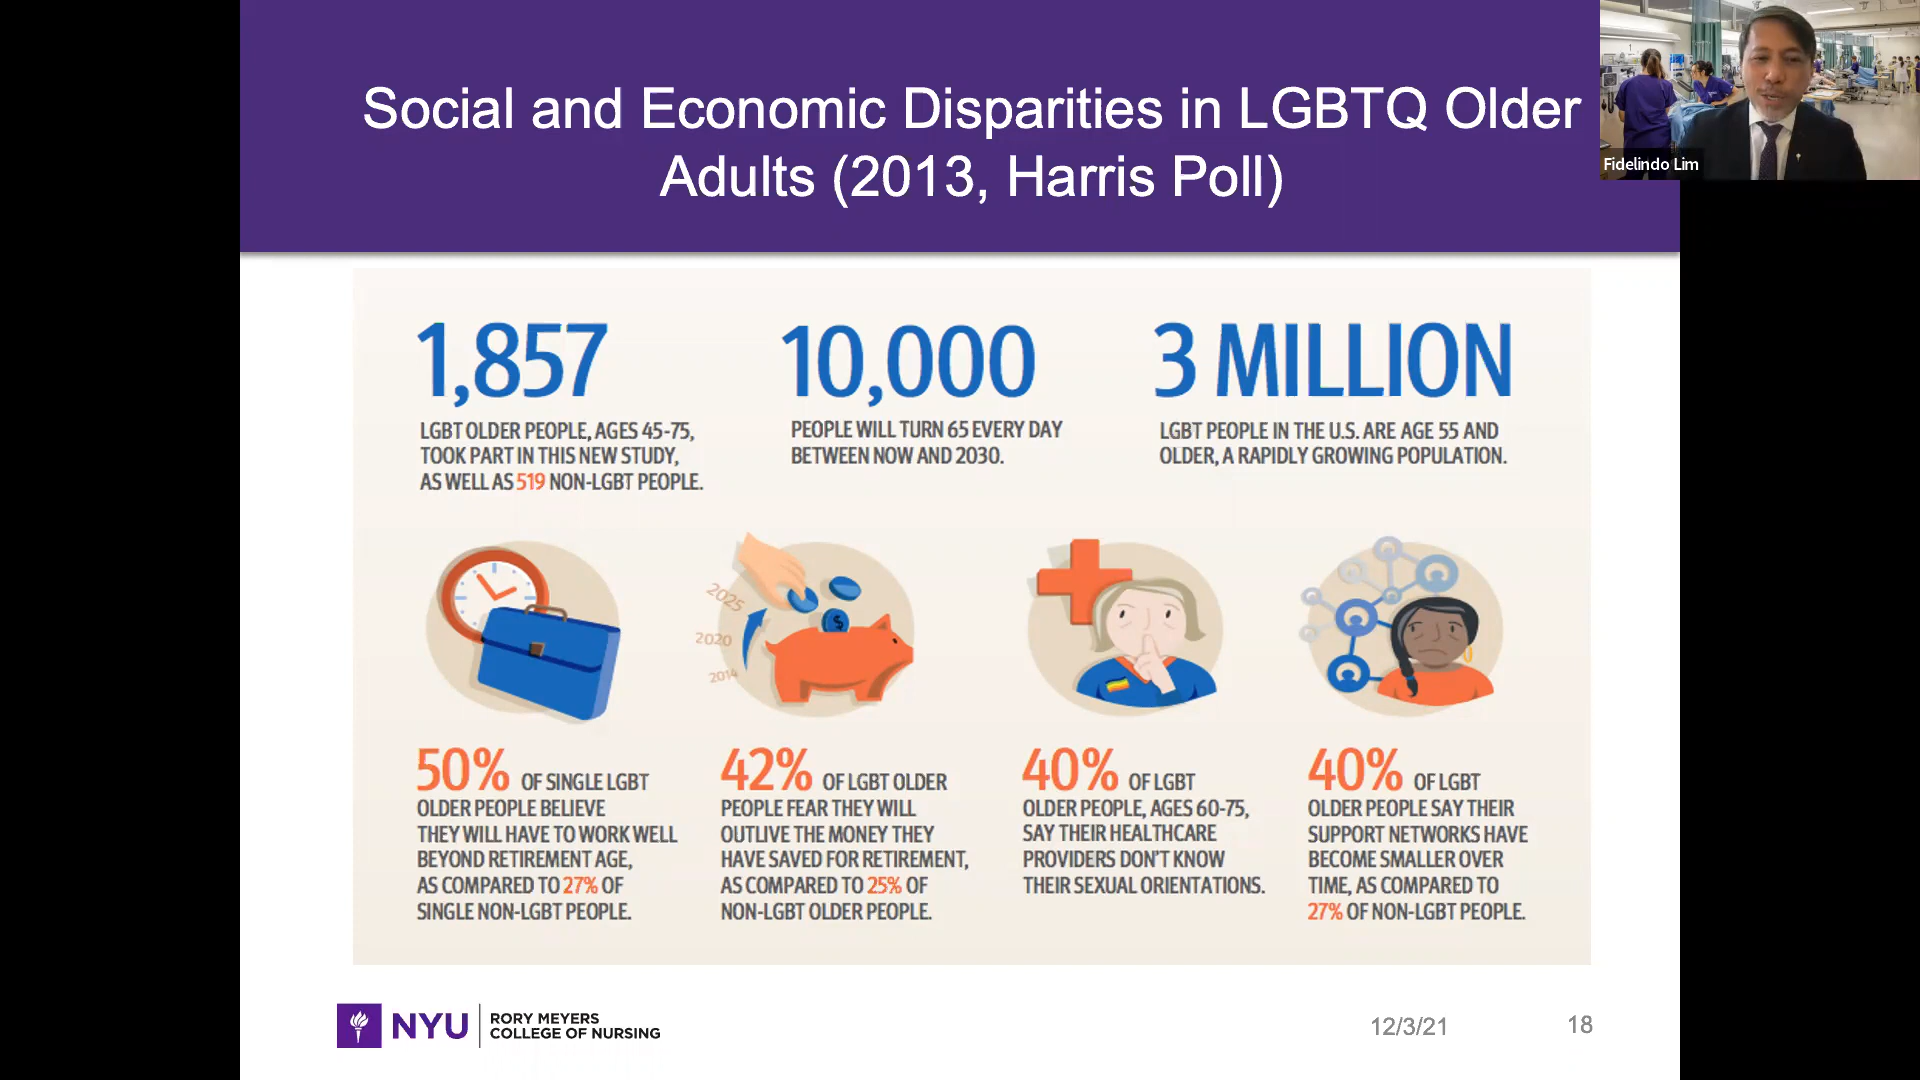 Social and Economic Disparities in LGBTQ Older
Adults (2013, Harris Poll)
Fidelindo Lim
1,857
LGBT OLDER PEOPLE, AGES 45-75,
TOOK PART IN THIS NEW STUDY,
AS WELL AS 519 NON-LGBT PEOPLE.
10,000
PEOPLE WILL TURN 65 EVERY DAY
BETWEEN NOW AND 2030.
3 MILLION
LGBT PEOPLE IN THE U.S. ARE AGE 55 AND
OLDER, A RAPIDLY GROWING POPULATION.
2025
2020
2014
$
50% OF SINGLE LGBT
OLDER PEOPLE BELIEVE
THEY WILL HAVE TO WORK WELL
BEYOND RETIREMENT AGE,
AS COMPARED TO 27% OF
SINGLE NON-LGBT PEOPLE.
42% OF LGBT OLDER
PEOPLE FEAR THEY WILL
OUTLIVE THE MONEY THEY
HAVE SAVED FOR RETIREMENT,
AS COMPARED TO 25% OF
NON-LGBT OLDER PEOPLE.
40% OF LGBT
OLDER PEOPLE, AGES 60-75,
SAY THEIR HEALTHCARE
PROVIDERS DON'T KNOW
THEIR SEXUAL ORIENTATIONS.
40% OF LGBT
OLDER PEOPLE SAY THEIR
SUPPORT NETWORKS HAVE
BECOME SMALLER OVER
TIME, AS COMPARED TO
27% OF NON-LGBT PEOPLE.
NYU
RORY MEYERS
COLLEGE OF NURSING
12/3/21
18